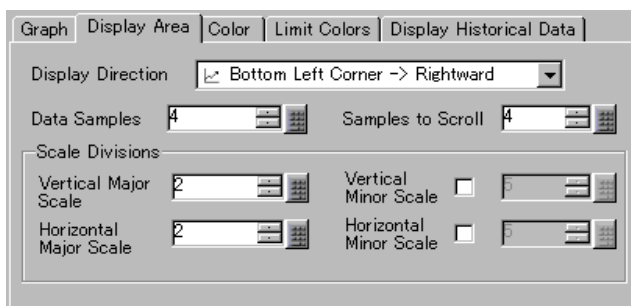 Graph Display Area Color Limit Colors Display Historical Data
Display Direction Bottom Left Corner -> Rightward
Data Samples 4 Samples to Scroll 4
Scale Divisions
Vertical Major Scale 2 Vertical Minor Scale 5
Horizontal Major Scale 2 Horizontal Minor Scale 5